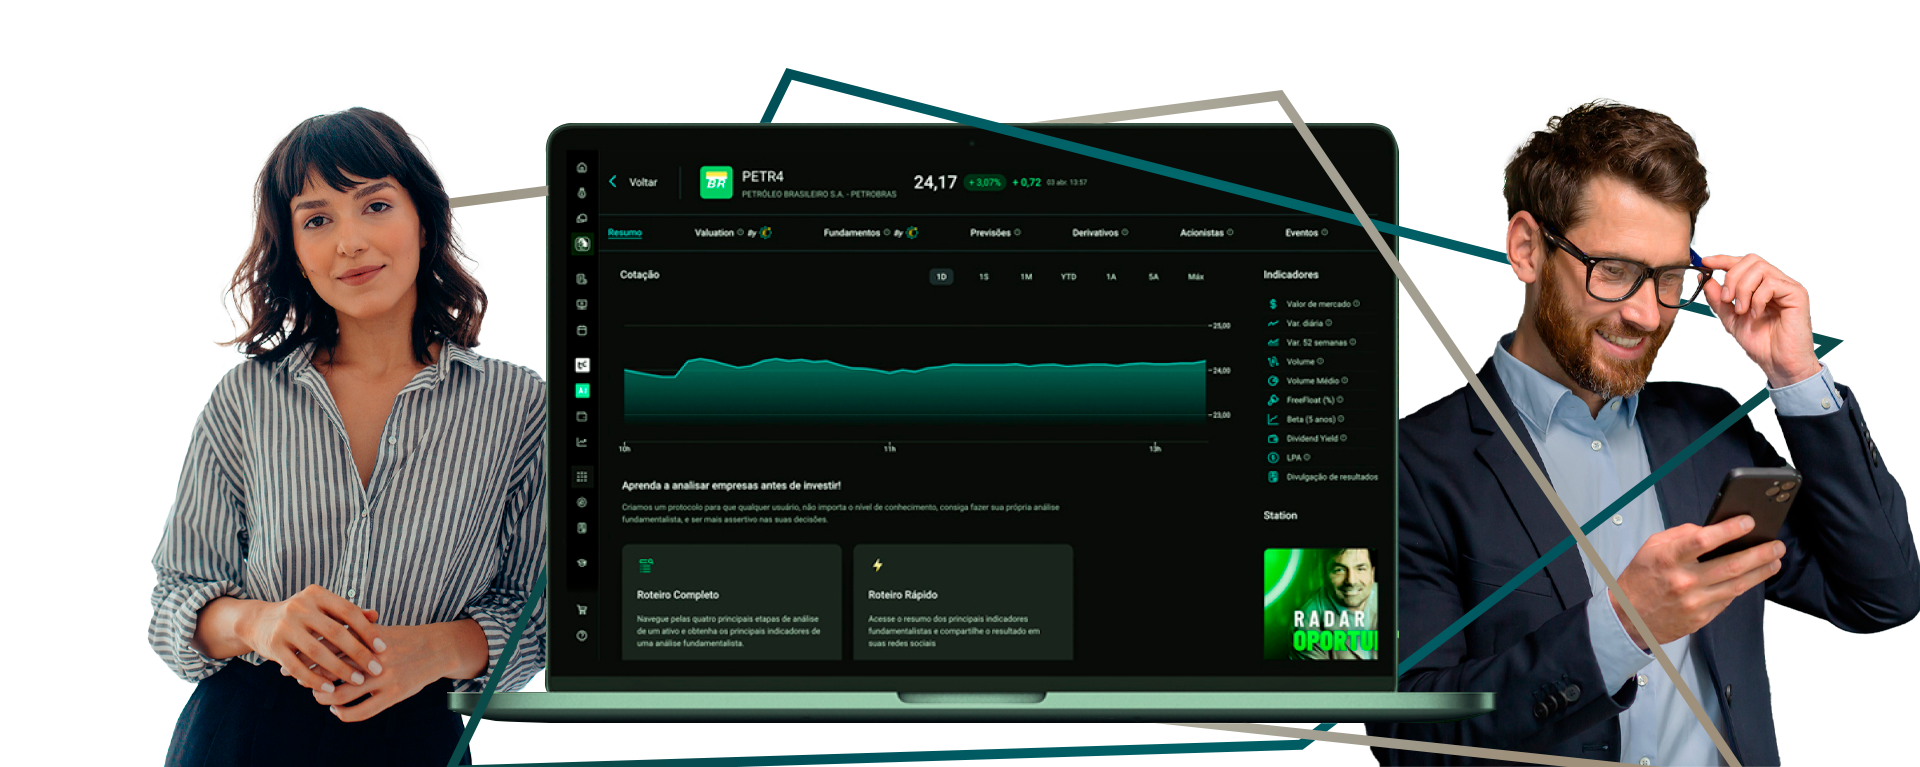 Voltar
BR
PETR4
PETRÓLEO BRASILEIRO S.A. - PETROBRAS
24,17
+ 3,07%
+ 0,72
03 abr. 13:57
Resumo
Valuation
By
Fundamentos
By
Previsões
Derivativos
Acionistas
Eventos
Cotação
1D
1S
1M
YTD
1A
5A
Máx
25,00
24,00
23,00
10h
11h
13h
Indicadores
Valor de mercado
Var. diária
Var. 52 semanas
Volume
Volume Médio
FreeFloat (%)
Beta (5 anos)
Dividend Yield
LPA
Divulgação de resultados
tc
Aprenda a analisar empresas antes de investir!
Criamos um protocolo para que qualquer usuário, não importa o nível de conhecimento, consiga fazer sua própria análise
fundamentalista, e ser mais assertivo nas suas decisões.
Roteiro Completo
Navegue pelas quatro principais etapas de análise
de um ativo e obtenha os principais indicadores de
uma análise fundamentalista.
Roteiro Rápido
Acesse o resumo dos principais indicadores
fundamentalistas e compartilhe o resultado em
suas redes sociais
Station
RADAR
OPORTU